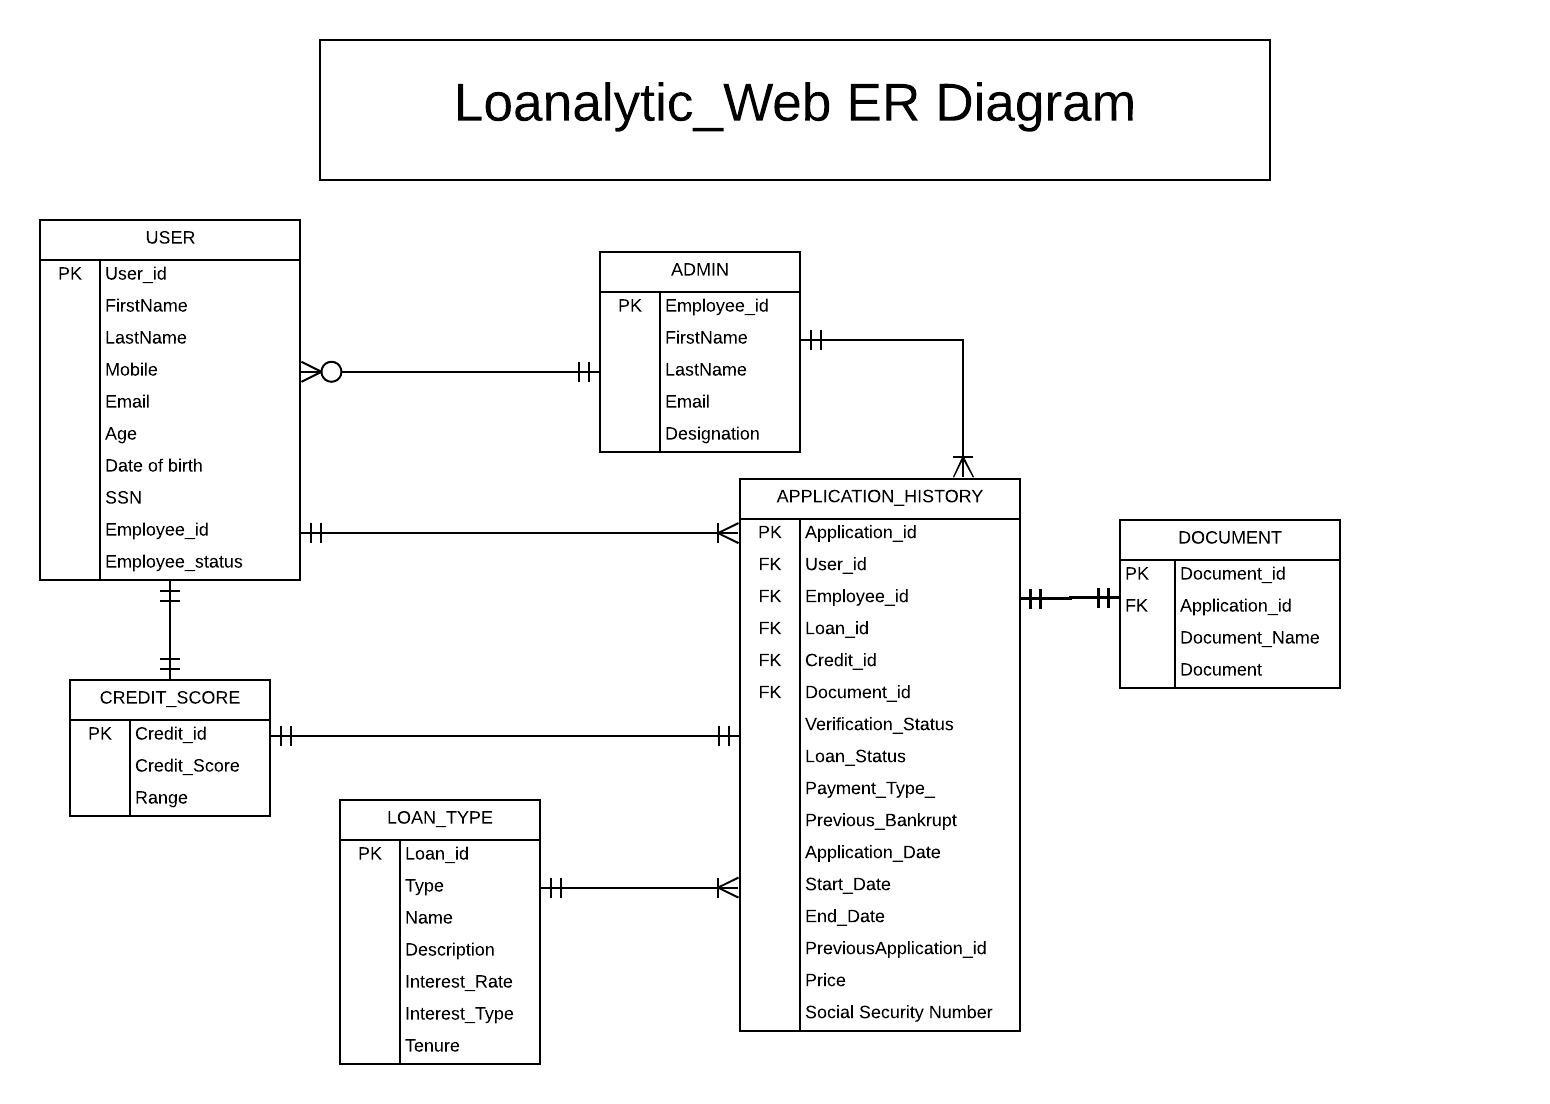 Loanalytic_Web ER Diagram
USER
PK User_id
FirstName
LastName
Mobile
Email
Age
Date of birth
SSN
Employee_id
Employee_status
ADMIN
PK Employee_id
FirstName
LastName
Email
Designation
APPLICATION_HISTORY
PK Application_id
FK User_id
FK Employee_id
FK Loan_id
FK Credit_id
FK Document_id
Verification_Status
Loan_Status
Payment_Type_
Previous_Bankrupt
Application_Date
Start_Date
End_Date
PreviousApplication_id
Price
Social Security Number
DOCUMENT
PK Document_id
FK Application_id
Document_Name
Document
CREDIT_SCORE
PK Credit_id
Credit_Score
Range
LOAN_TYPE
PK Loan_id
Type
Name
Description
Interest_Rate
Interest_Type
Tenure